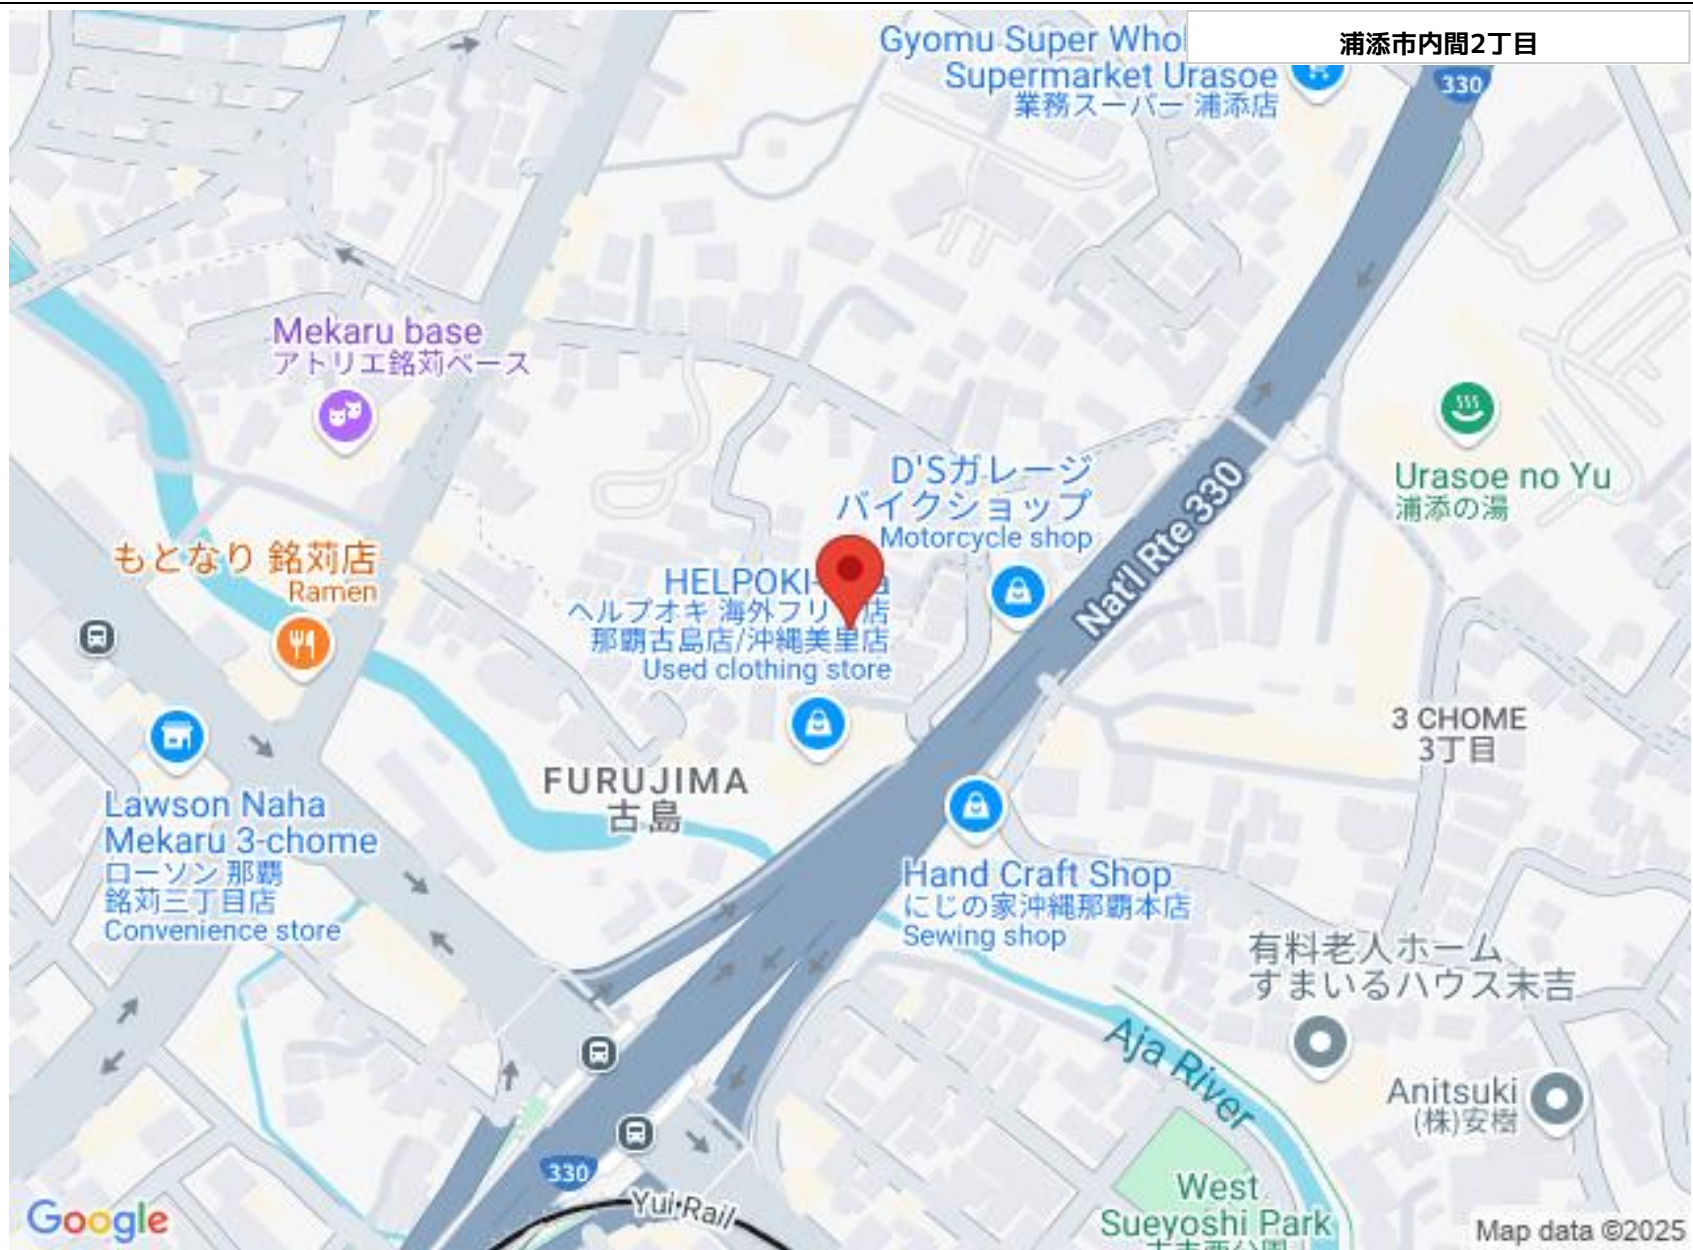 浦添市内間2丁目
Gyomu Super Whol
Supermarket Urasoe
業務スーパー 浦添店
330
Mekaru base
アトリエ銘苅ベース
D'Sガレージ
バイクショップ
Motorcycle shop
Nat'l Rte 330
Urasoe no Yu
浦添の湯
もとなり 銘苅店
Ramen
HELPOKI-
ヘルプオキ 海外フリ
店
那覇古島店/沖縄美里店
Used clothing store
3 CHOME
3丁目
FURUJIMA
古島
Lawson Naha
Mekaru 3-chome
ローソン 那覇
銘苅三丁目店
Convenience store
Hand Craft Shop
にじの家沖縄那覇本店
Sewing shop
有料老人ホーム
すまいるハウス末吉
Aja River
Anitsuki
(株)安樹
330
Yui Rail
West
Sueyoshi Park
Google
Map data ©2025